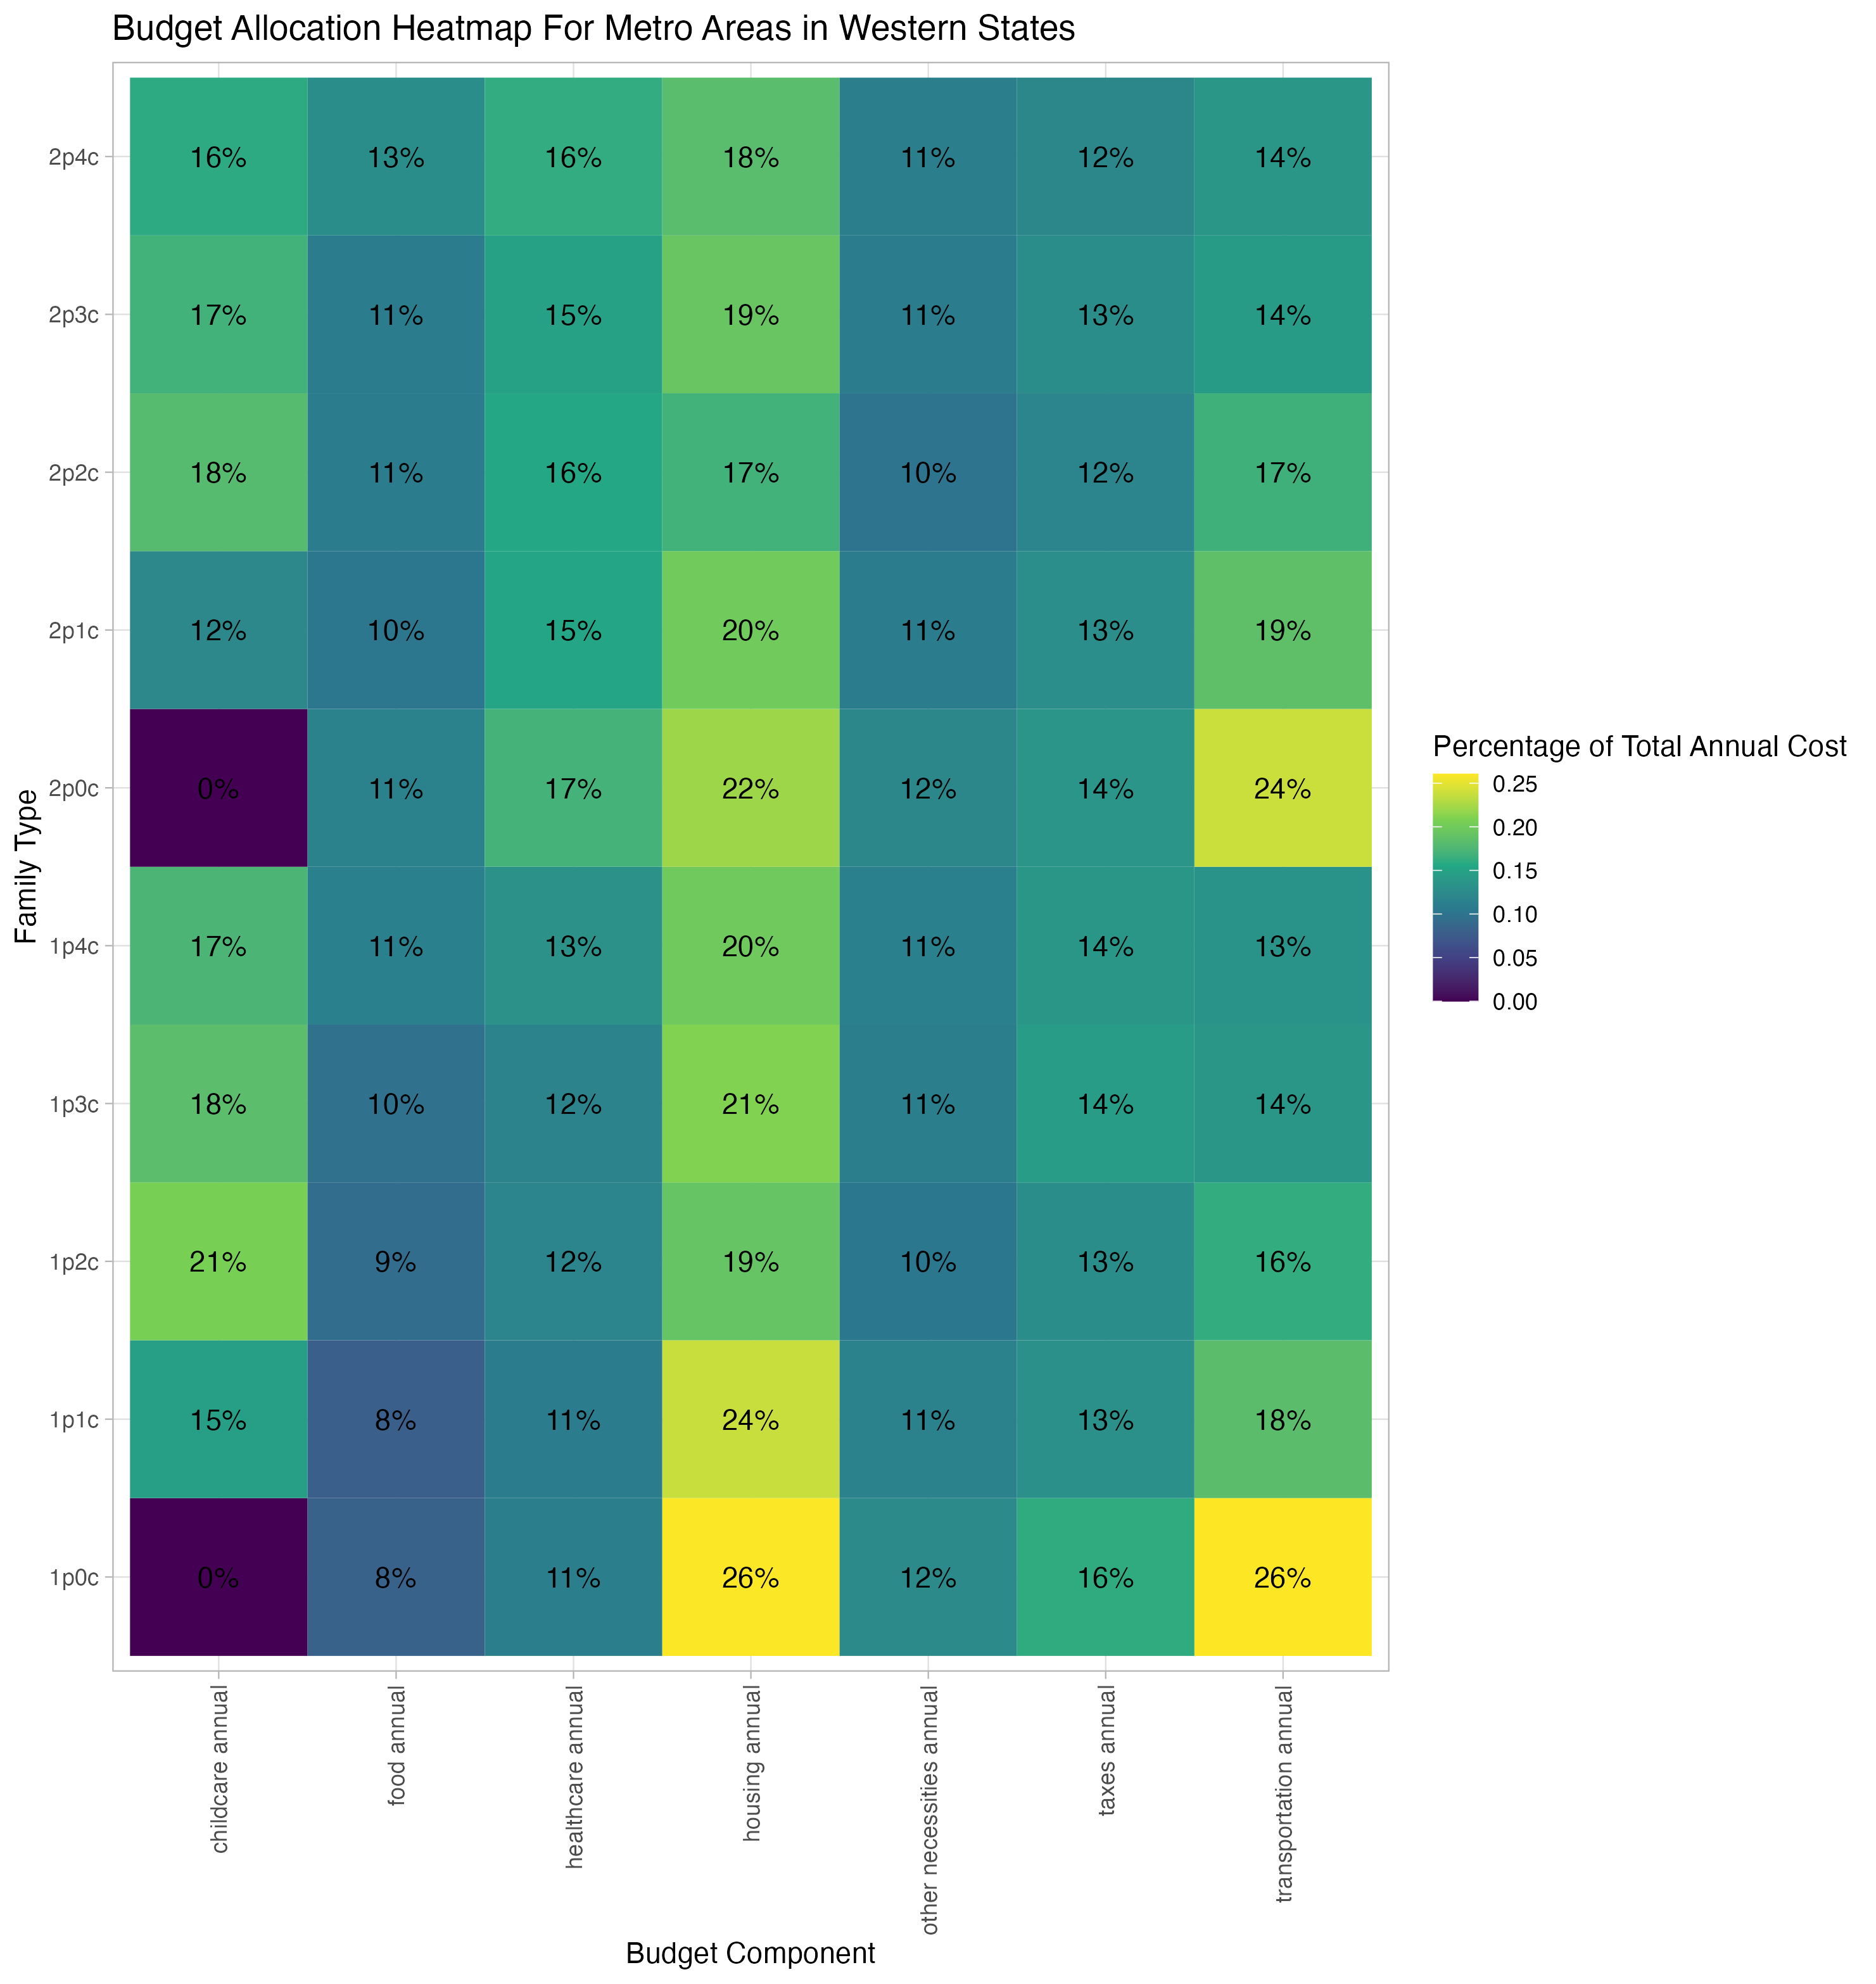 Budget Allocation Heatmap For Metro Areas in Western States
2p4c 16% 13% 16% 18% 11% 12% 14%
2p3c 17% 11% 15% 19% 11% 13% 14%
2p2c 18% 11% 16% 17% 10% 12% 17%
2p1c 12% 10% 15% 20% 11% 13% 19%
2p0c 0% 11% 17% 22% 12% 14% 24%
1p4c 17% 11% 13% 20% 11% 14% 13%
1p3c 18% 10% 12% 21% 11% 14% 14%
1p2c 21% 9% 12% 19% 10% 13% 16%
1p1c 15% 8% 11% 24% 11% 13% 18%
1p0c 0% 8% 11% 26% 12% 16% 26%
Family Type
childcare annual
food annual
healthcare annual
housing annual
other necessities annual
taxes annual
transportation annual
Budget Component
Percentage of Total Annual Cost
0.25
0.20
0.15
0.10
0.05
0.00